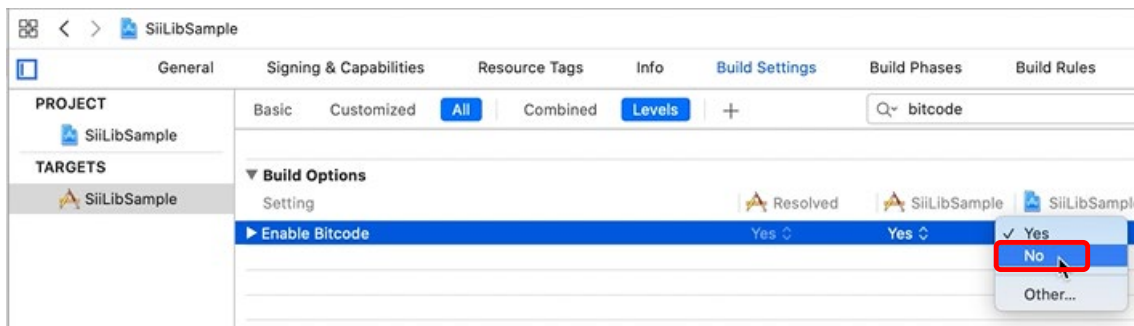 SiiLibSample
General Signing & Capabilities Resource Tags Info Build Settings Build Phases Build Rules
PROJECT
SiiLibSample
TARGETS
SiiLibSample
Basic Customized All Combined Levels + bitcode
Build Options
Setting Resolved SiiLibSample SiiLibSampl
Enable Bitcode Yes Yes
✓ Yes
No
Other...